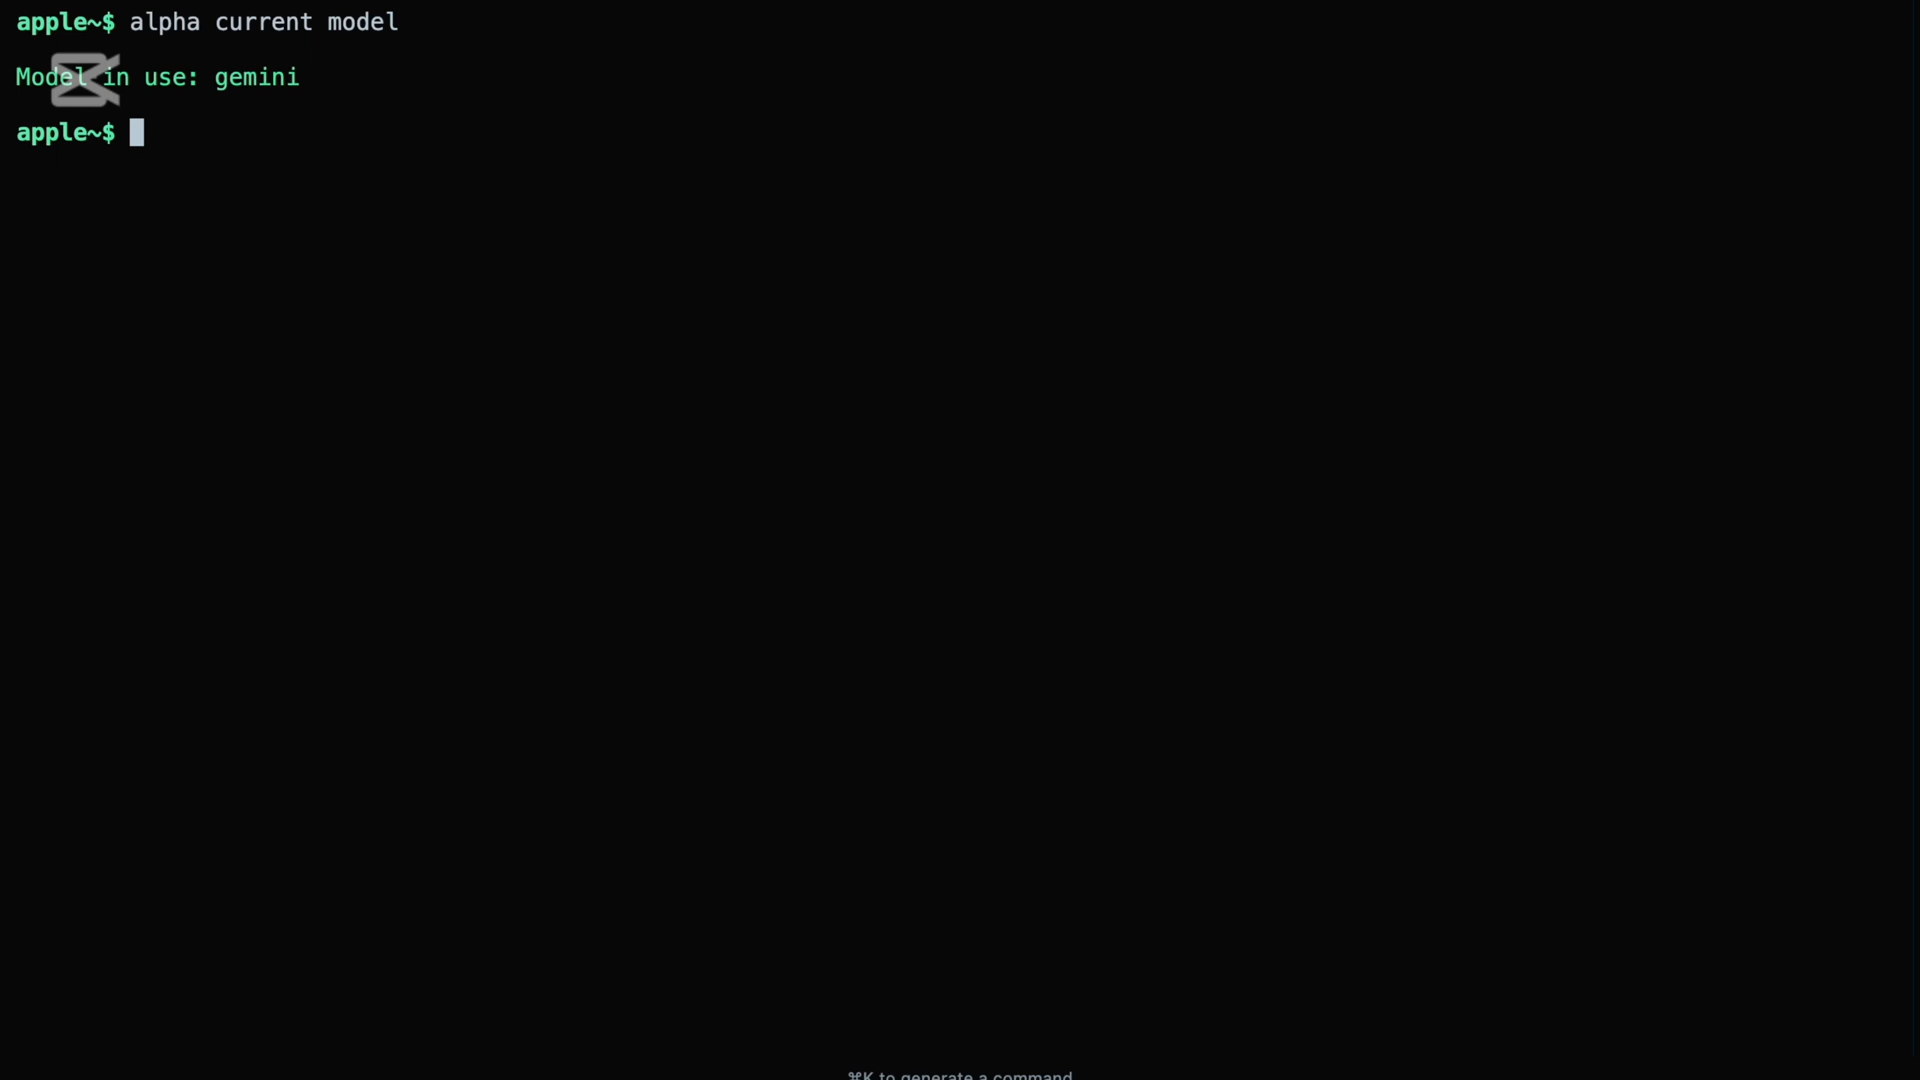 apple~$ alpha current model
Model in use: gemini
apple~$
⌘K to generate a command